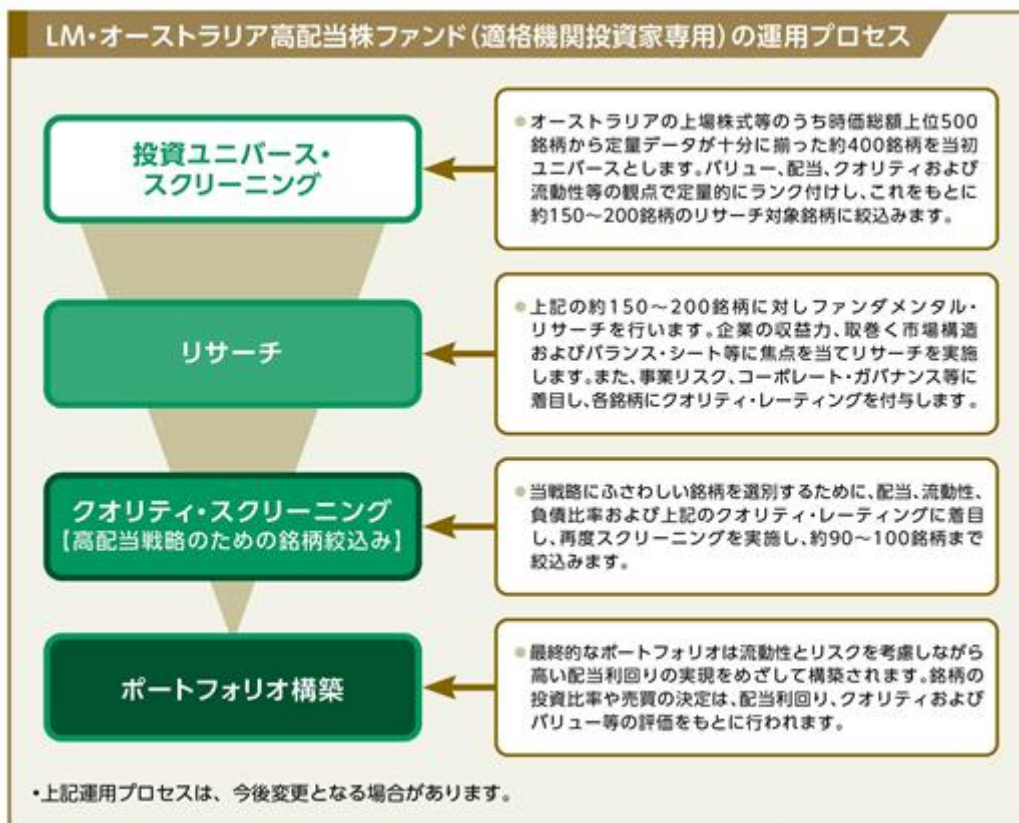 LM・オーストラリア高配当株ファンド(適格機関投資家専用)の運用プロセス
投資ユニバース・
スクリーニング
●オーストラリアの上場株式等のうち時価総額上位500
銘柄から定量データが十分に揃った約400銘柄を当初
ユニバースとします。バリュー、配当、クオリティおよび
流動性等の観点で定量的にランク付けし、これをもとに
約150～200銘柄のリサーチ対象銘柄に絞込みます。
リサーチ
●上記の約150～200銘柄に対しファンダメンタル・
リサーチを行います。企業の収益力、取巻く市場構造
およびバランス・シート等に焦点を当てリサーチを実施
します。また、事業リスク、コーポレート・ガバナンス等に
着目し、各銘柄にクオリティ・レーティングを付与します。
クオリティ・スクリーニング
【高配当戦略のための銘柄絞込み】
●当戦略にふさわしい銘柄を選別するために、配当、流動性、
負債比率および上記のクオリティ・レーティングに着目
し、再度スクリーニングを実施し、約90～100銘柄まで
絞込みます。
ポートフォリオ構築
●最終的なポートフォリオは流動性とリスクを考慮しながら
高い配当利回りの実現をめざして構築されます。銘柄の
投資比率や売買の決定は、配当利回り、クオリティおよび
バリュー等の評価をもとに行われます。
・上記運用プロセスは、今後変更となる場合があります。